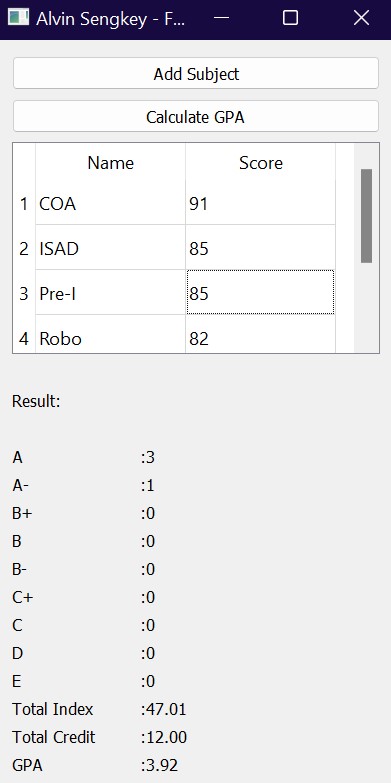 Alvin Sengkey - F...
Add Subject
Calculate GPA
Name Score
1 COA 91
2 ISAD 85
3 Pre-I 85
4 Robo 82
Result:
A :3
A- :1
B+ :0
B :0
B- :0
C+ :0
C :0
D :0
E :0
Total Index :47.01
Total Credit :12.00
GPA :3.92